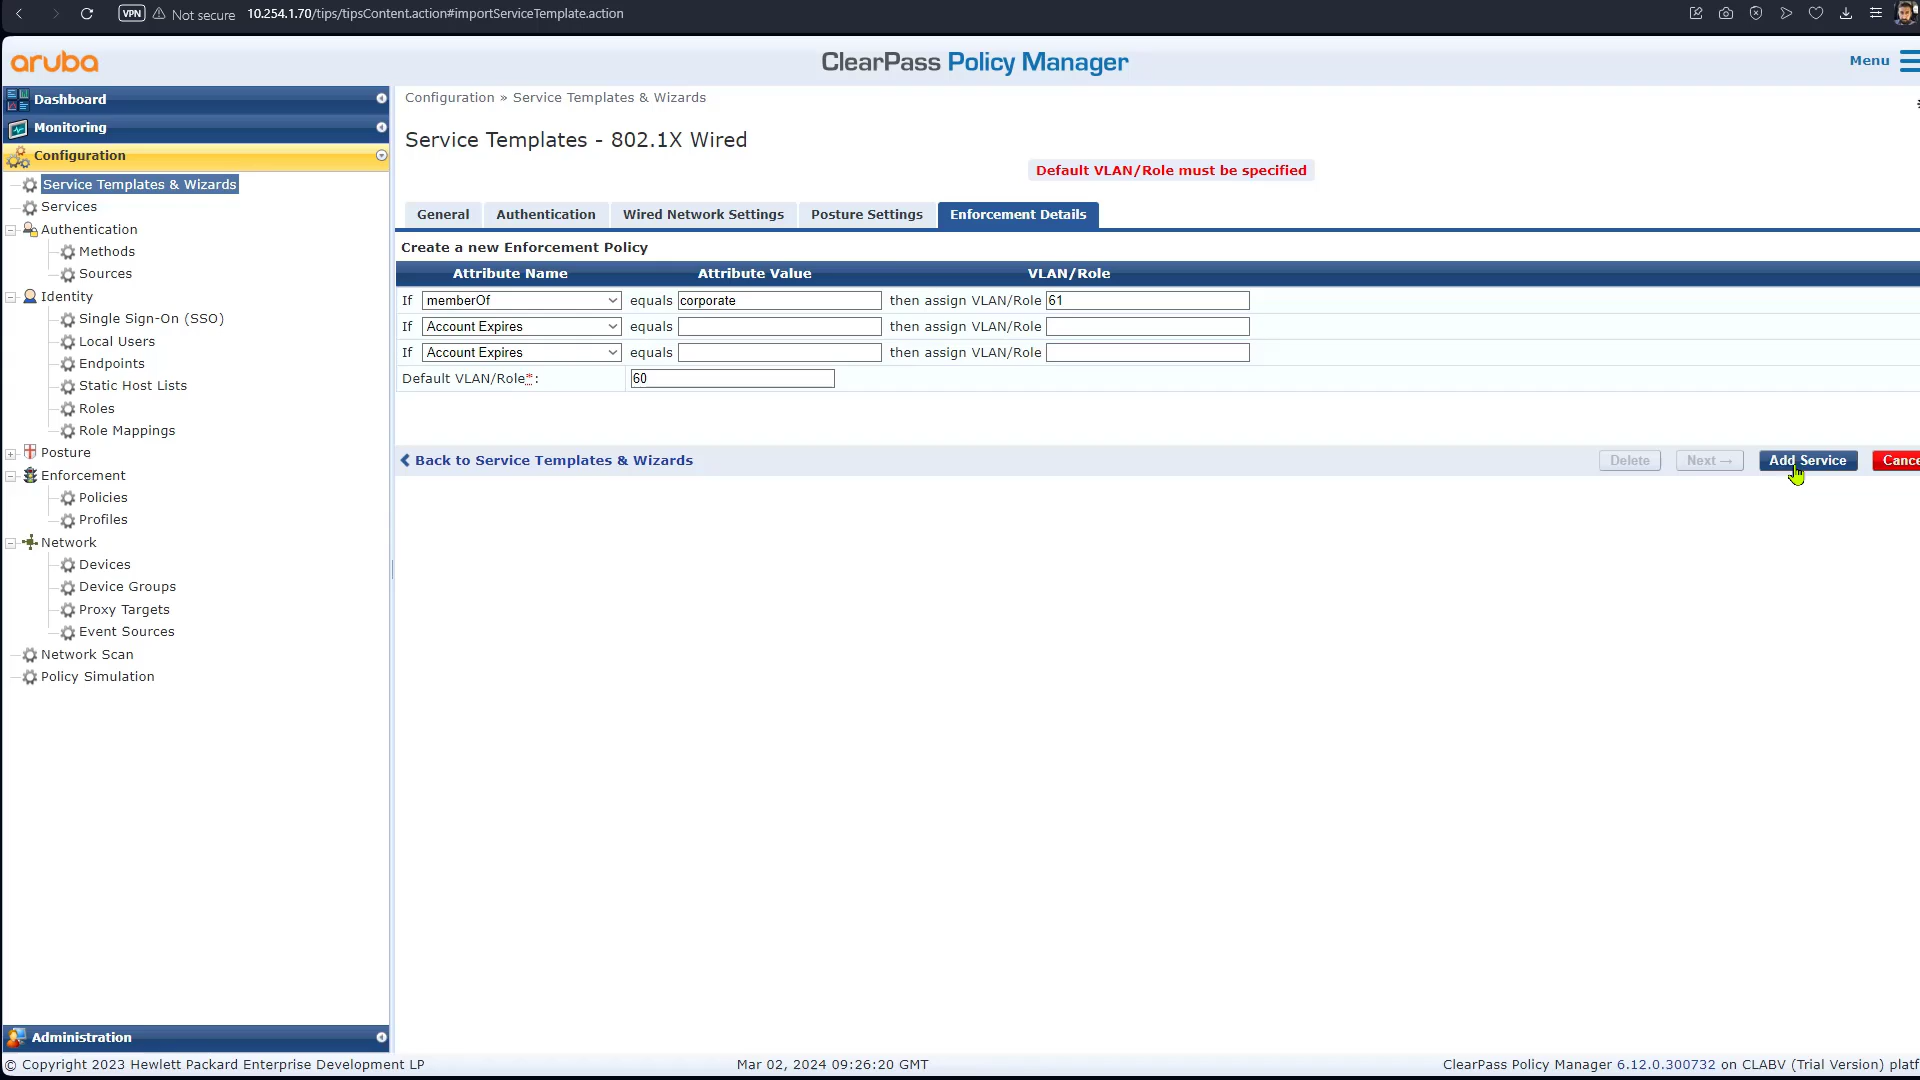 VPN Not secure 10.254.1.70/tips/tipsContent.action#importServiceTemplate.action
aruba
ClearPass Policy Manager
Menu
Dashboard
Monitoring
Configuration
Service Templates & Wizards
Services
Authentication
Methods
Sources
Identity
Single Sign-On (SSO)
Local Users
Endpoints
Static Host Lists
Roles
Role Mappings
Posture
Enforcement
Policies
Profiles
Network
Devices
Device Groups
Proxy Targets
Event Sources
Network Scan
Policy Simulation
Administration
Configuration » Service Templates & Wizards
Service Templates - 802.1X Wired
Default VLAN/Role must be specified
General Authentication Wired Network Settings Posture Settings Enforcement Details
Create a new Enforcement Policy
Attribute Name Attribute Value VLAN/Role
If memberOf equals corporate then assign VLAN/Role 61
If Account Expires equals then assign VLAN/Role
If Account Expires equals then assign VLAN/Role
Default VLAN/Role*: 60
Back to Service Templates & Wizards Delete Next → Add Service Cance
© Copyright 2023 Hewlett Packard Enterprise Development LP Mar 02, 2024 09:26:20 GMT ClearPass Policy Manager 6.12.0.300732 on CLABV (Trial Version) platf